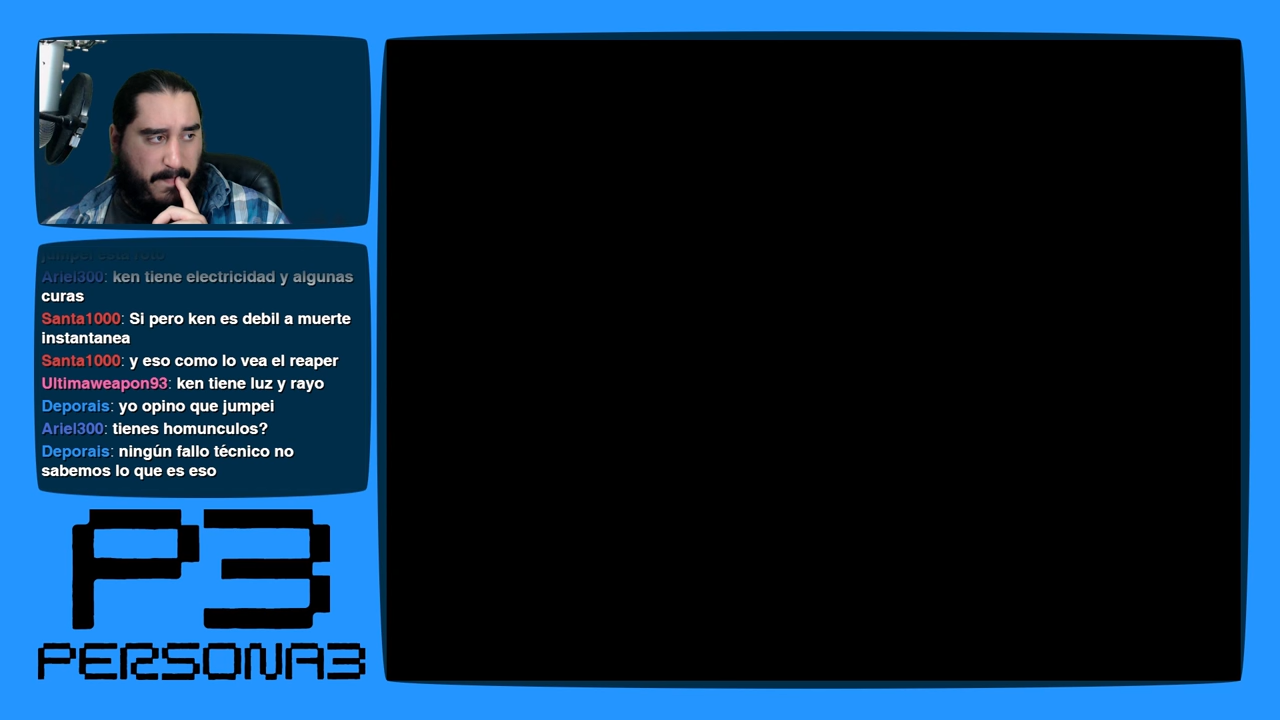 Ariel300: ken tiene electricidad y algunas
curas
Santa1000: Si pero ken es debil a muerte
instantanea
Santa1000: y eso como lo vea el reaper
Ultimaweapon93: ken tiene luz y rayo
Deporais: yo opino que jumpei
Ariel300: tienes homunculos?
Deporais: ningún fallo técnico no
sabemos lo que es eso
P3
PERSONA3